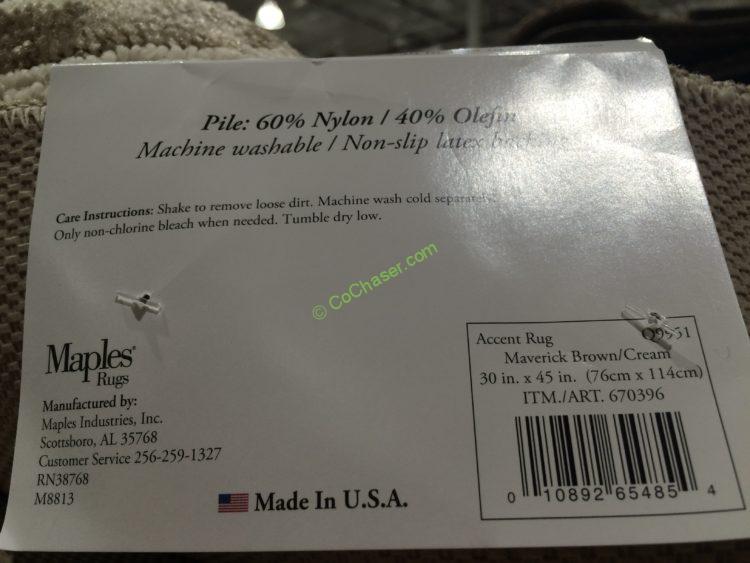 Pile: 60% Nylon / 40% Olefin
Machine washable / Non-slip latex backing
Care Instructions: Shake to remove loose dirt. Machine wash cold separately.
Only non-chlorine bleach when needed. Tumble dry low.
© CoChaser.com
Maples®
Rugs
Manufactured by:
Maples Industries, Inc.
Scottsboro, AL 35768
Customer Service 256-259-1327
RN38768
M8813
Made In U.S.A.
Accent Rug
Maverick Brown/Cream
30 in. x 45 in. (76cm x 114cm)
ITM./ART. 670396
0 10892 65485 4